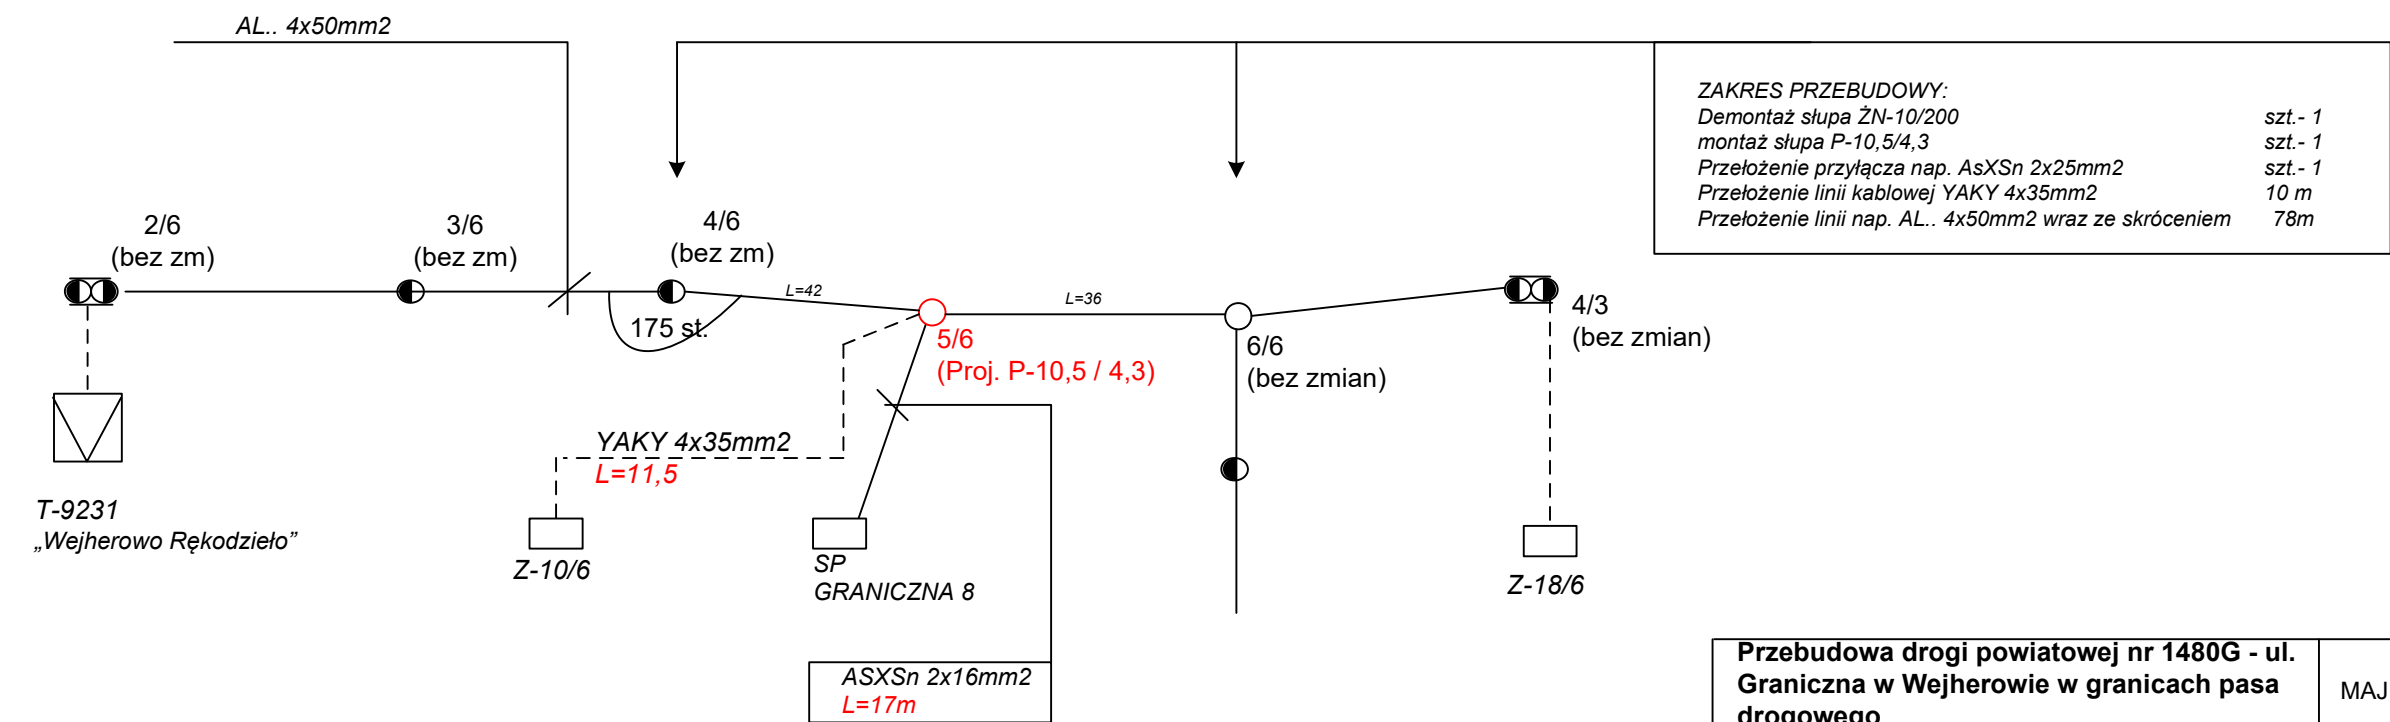 AL.. 4x50mm2
ZAKRES PRZEBUDOWY:
Demontaż słupa ŻN-10/200 szt.- 1
montaż słupa P-10,5/4,3 szt.- 1
Przełożenie przyłącza nap. AsXSn 2x25mm2 szt.- 1
Przełożenie linii kablowej YAKY 4x35mm2 10 m
Przełożenie linii nap. AL.. 4x50mm2 wraz ze skróceniem 78m
2/6
(bez zm)
3/6
(bez zm)
4/6
(bez zm)
L=42
L=36
175 st.
5/6
(Proj. P-10,5 / 4,3)
6/6
(bez zmian)
4/3
(bez zmian)
YAKY 4x35mm2
L=11,5
T-9231
„Wejherowo Rękodzieło”
Z-10/6
SP
GRANICZNA 8
Z-18/6
ASXSn 2x16mm2
L=17m
Przebudowa drogi powiatowej nr 1480G - ul.
Graniczna w Wejherowie w granicach pasa
drogowego
MAJ